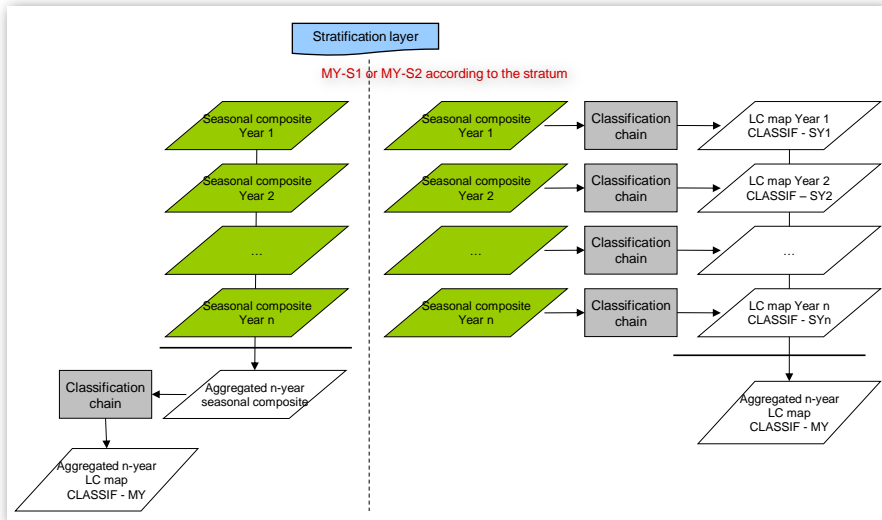 Stratification layer
MY-S1 or MY-S2 according to the stratum
Seasonal composite
Year 1
Seasonal composite
Year 2
...
Seasonal composite
Year n
Aggregated n-year
seasonal composite
Classification
chain
Aggregated n-year
LC map
CLASSIF - MY
Seasonal composite
Year 1
Classification
chain
LC map Year 1
CLASSIF - SY1
Seasonal composite
Year 2
Classification
chain
LC map Year 2
CLASSIF – SY2
...
Classification
chain
...
Seasonal composite
Year n
Classification
chain
LC map Year n
CLASSIF - SYn
Aggregated n-year
LC map
CLASSIF - MY